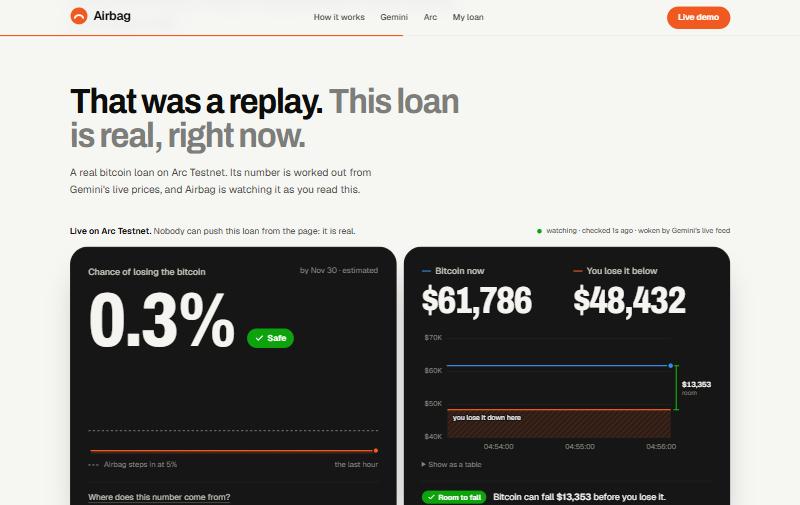 Airbag
How it works Gemini Arc My loan
Live demo
That was a replay. This loan
is real, right now.
A real bitcoin loan on Arc Testnet. Its number is worked out from
Gemini's live prices, and Airbag is watching it as you read this.
Live on Arc Testnet. Nobody can push this loan from the page: it is real.
watching · checked 1s ago · woken by Gemini's live feed
Chance of losing the bitcoin
by Nov 30 · estimated
0.3%
Safe
Airbag steps in at 5%
the last hour
Where does this number come from?
Bitcoin now
You lose it below
$61,786
$48,432
$70K
$60K
$50K
$40K
$13,353
room
you lose it down here
04:54:00
04:55:00
04:56:00
Show as a table
Room to fall
Bitcoin can fall $13,353 before you lose it.